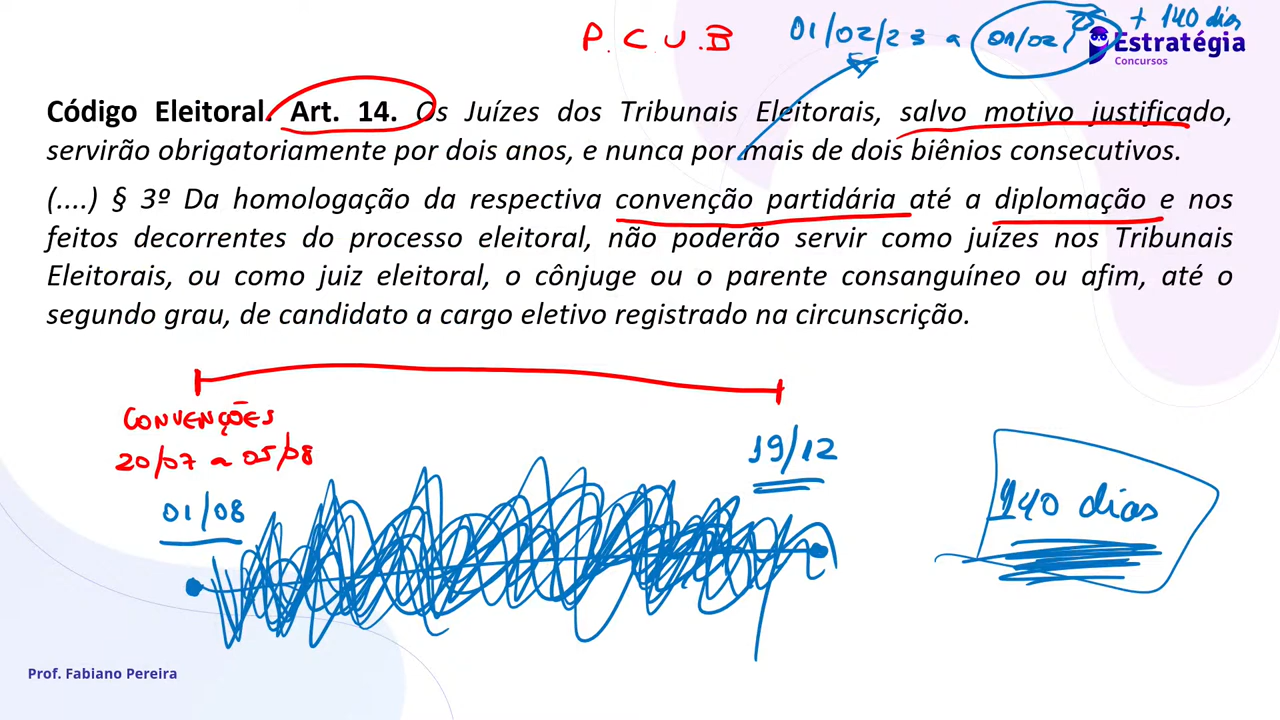 P.C.U.B 01/02/23 a 01/02/25 + 140 dias
Estratégia
Concursos
Código Eleitoral. Art. 14. Os Juízes dos Tribunais Eleitorais, salvo motivo justificado,
servirão obrigatoriamente por dois anos, e nunca por mais de dois biênios consecutivos.
(....) § 3º Da homologação da respectiva convenção partidária até a diplomação e nos
feitos decorrentes do processo eleitoral, não poderão servir como juízes nos Tribunais
Eleitorais, ou como juiz eleitoral, o cônjuge ou o parente consanguíneo ou afim, até o
segundo grau, de candidato a cargo eletivo registrado na circunscrição.
CONVENÇÕES
20/07 a 05/08
19/12
01/08
140 dias
Prof. Fabiano Pereira